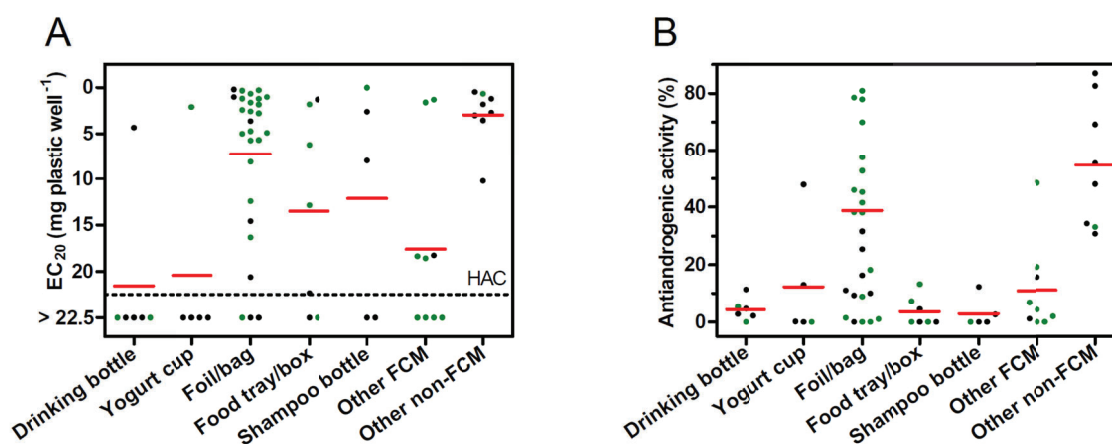 A
EC20 (mg plastic well-1)
0
5
10
15
20
> 22.5
HAC
Drinking bottle
Yogurt cup
Foil/bag
Food tray/box
Shampoo bottle
Other FCM
Other non-FCM
B
Antiandrogenic activity (%)
80
60
40
20
0
Drinking bottle
Yogurt cup
Foil/bag
Food tray/box
Shampoo bottle
Other FCM
Other non-FCM